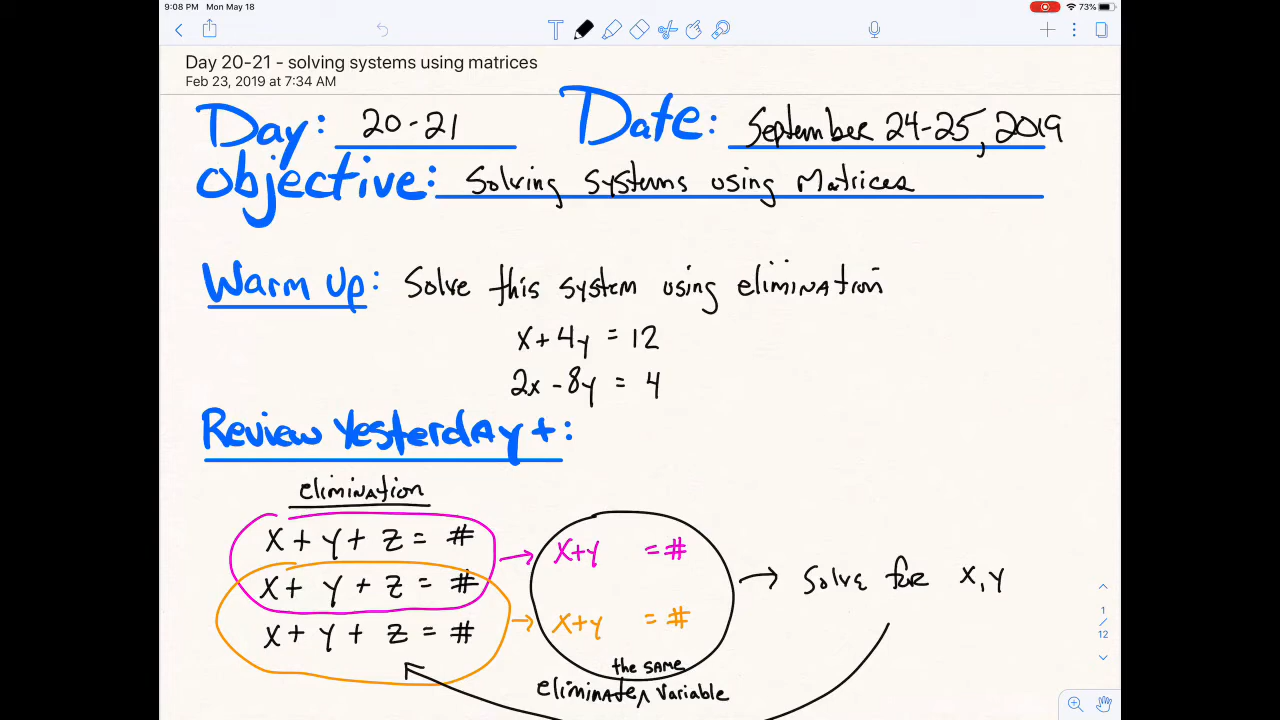 9:08 PM Mon May 18
73%
Day 20-21 - solving systems using matrices
Feb 23, 2019 at 7:34 AM
Day: 20-21 Date: September 24-25, 2019
Objective: Solving Systems using Matrices
Warm Up: Solve this system using elimination
x+4y = 12
2x-8y = 4
Review Yesterday +:
elimination
x + y + z = #
x + y + z = #
x + y + z = #
x+y = #
x+y = #
Solve for x,y
the same
eliminate ^ variable
1
/
12